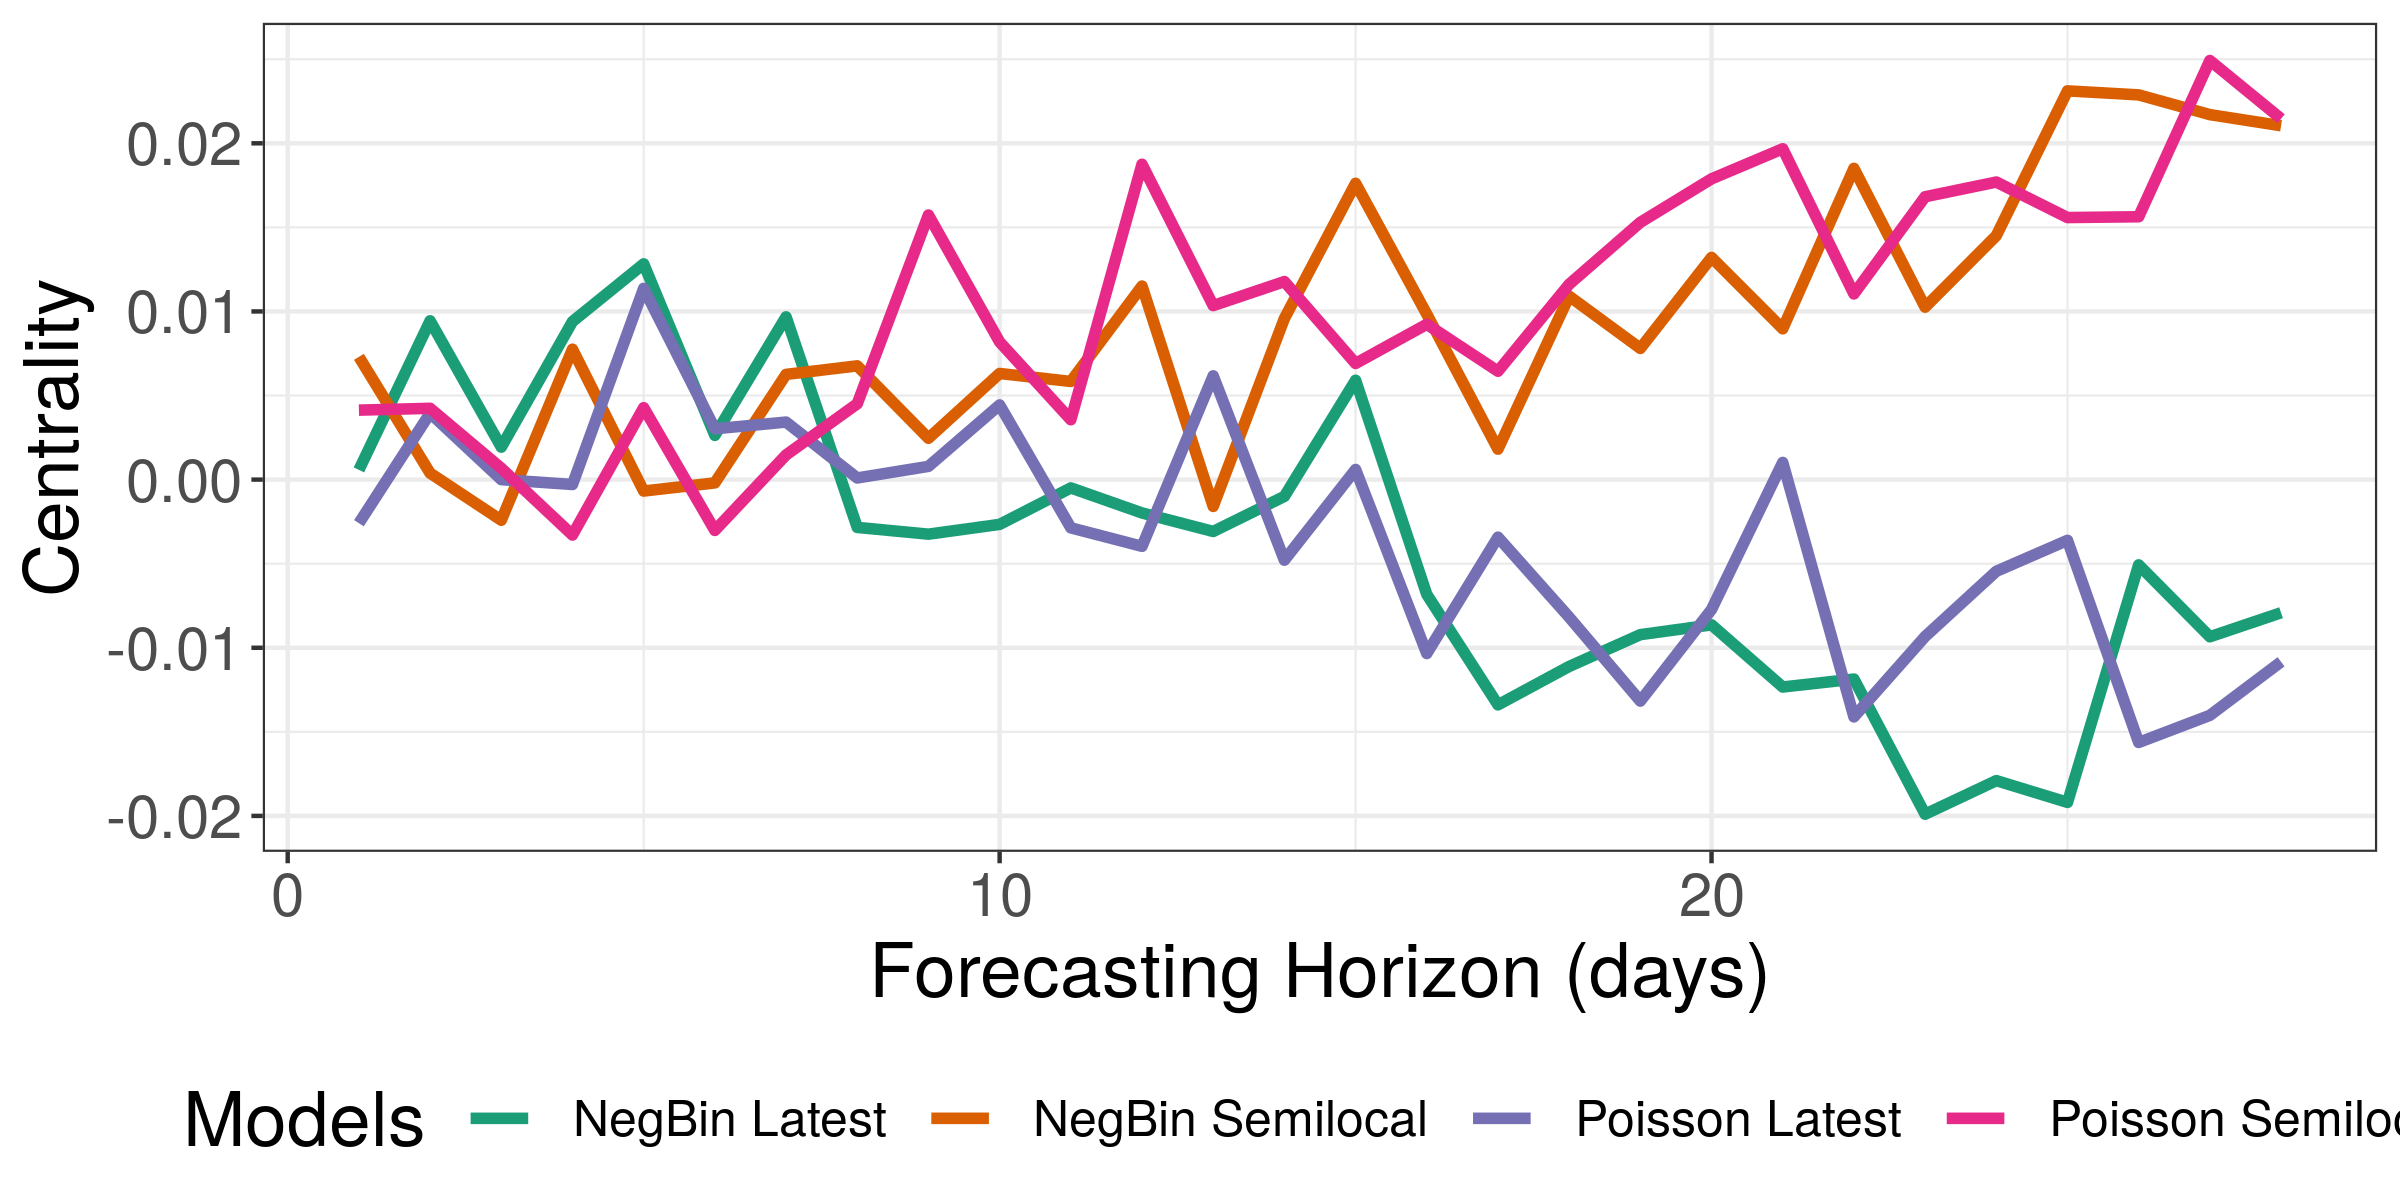 Centrality
0.02
0.01
0.00
-0.01
-0.02
0 10 20
Forecasting Horizon (days)
Models NegBin Latest NegBin Semilocal Poisson Latest Poisson